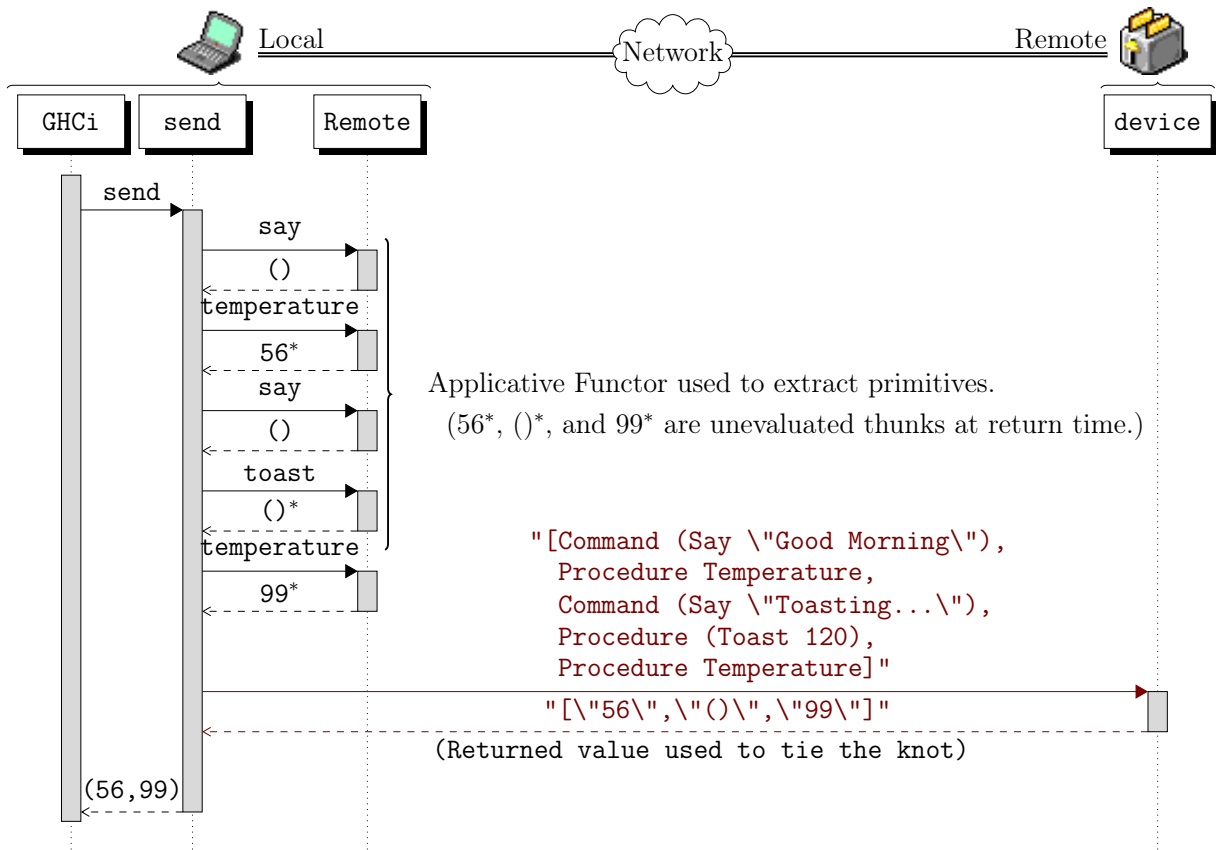 Local
Network
Remote
GHCi
send
Remote
device
send
say
()
temperature
56*
say
()
toast
()*
temperature
99*
Applicative Functor used to extract primitives.
(56*, ()*, and 99* are unevaluated thunks at return time.)
"[Command (Say \"Good Morning\"),
Procedure Temperature,
Command (Say \"Toasting...\"),
Procedure (Toast 120),
Procedure Temperature]"
"[\"56\",\"()\",\"99\"]"
(Returned value used to tie the knot)
(56,99)